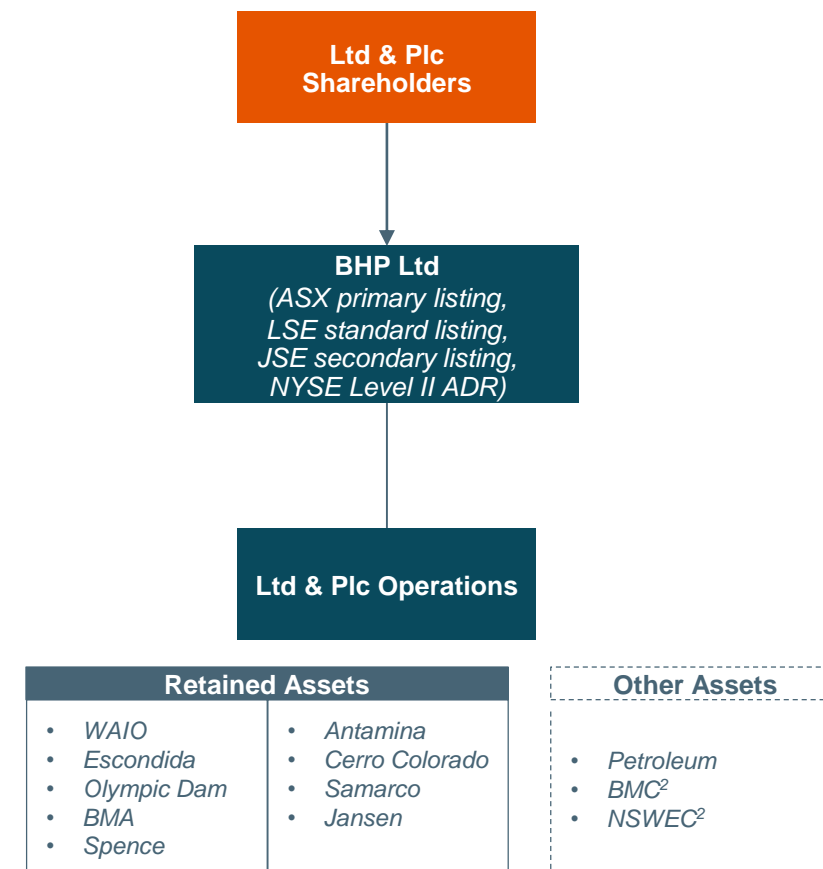 Ltd & Plc
Shareholders
BHP Ltd
(ASX primary listing,
LSE standard listing,
JSE secondary listing,
NYSE Level II ADR)
Ltd & Plc Operations
Retained Assets
• WAIO
• Escondida
• Olympic Dam
• BMA
• Spence
• Antamina
• Cerro Colorado
• Samarco
• Jansen
Other Assets
• Petroleum
• BMC²
• NSWEC²